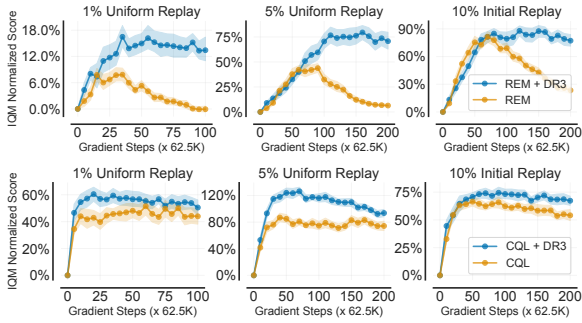 1% Uniform Replay
5% Uniform Replay
10% Initial Replay
IQM Normalized Score
18.0%
12.0%
6.0%
0.0%
75%
50%
25%
0%
90%
60%
30%
0%
REM + DR3
REM
0 20 40 60 80 100
0 50 100 150 200
0 50 100 150 200
Gradient Steps (x 62.5K)
Gradient Steps (x 62.5K)
Gradient Steps (x 62.5K)
1% Uniform Replay
5% Uniform Replay
10% Initial Replay
IQM Normalized Score
60%
40%
20%
0%
120%
80%
40%
0%
75%
50%
25%
0%
CQL + DR3
CQL
0 25 50 75 100
0 50 100 150 200
0 50 100 150 200
Gradient Steps (x 62.5K)
Gradient Steps (x 62.5K)
Gradient Steps (x 62.5K)